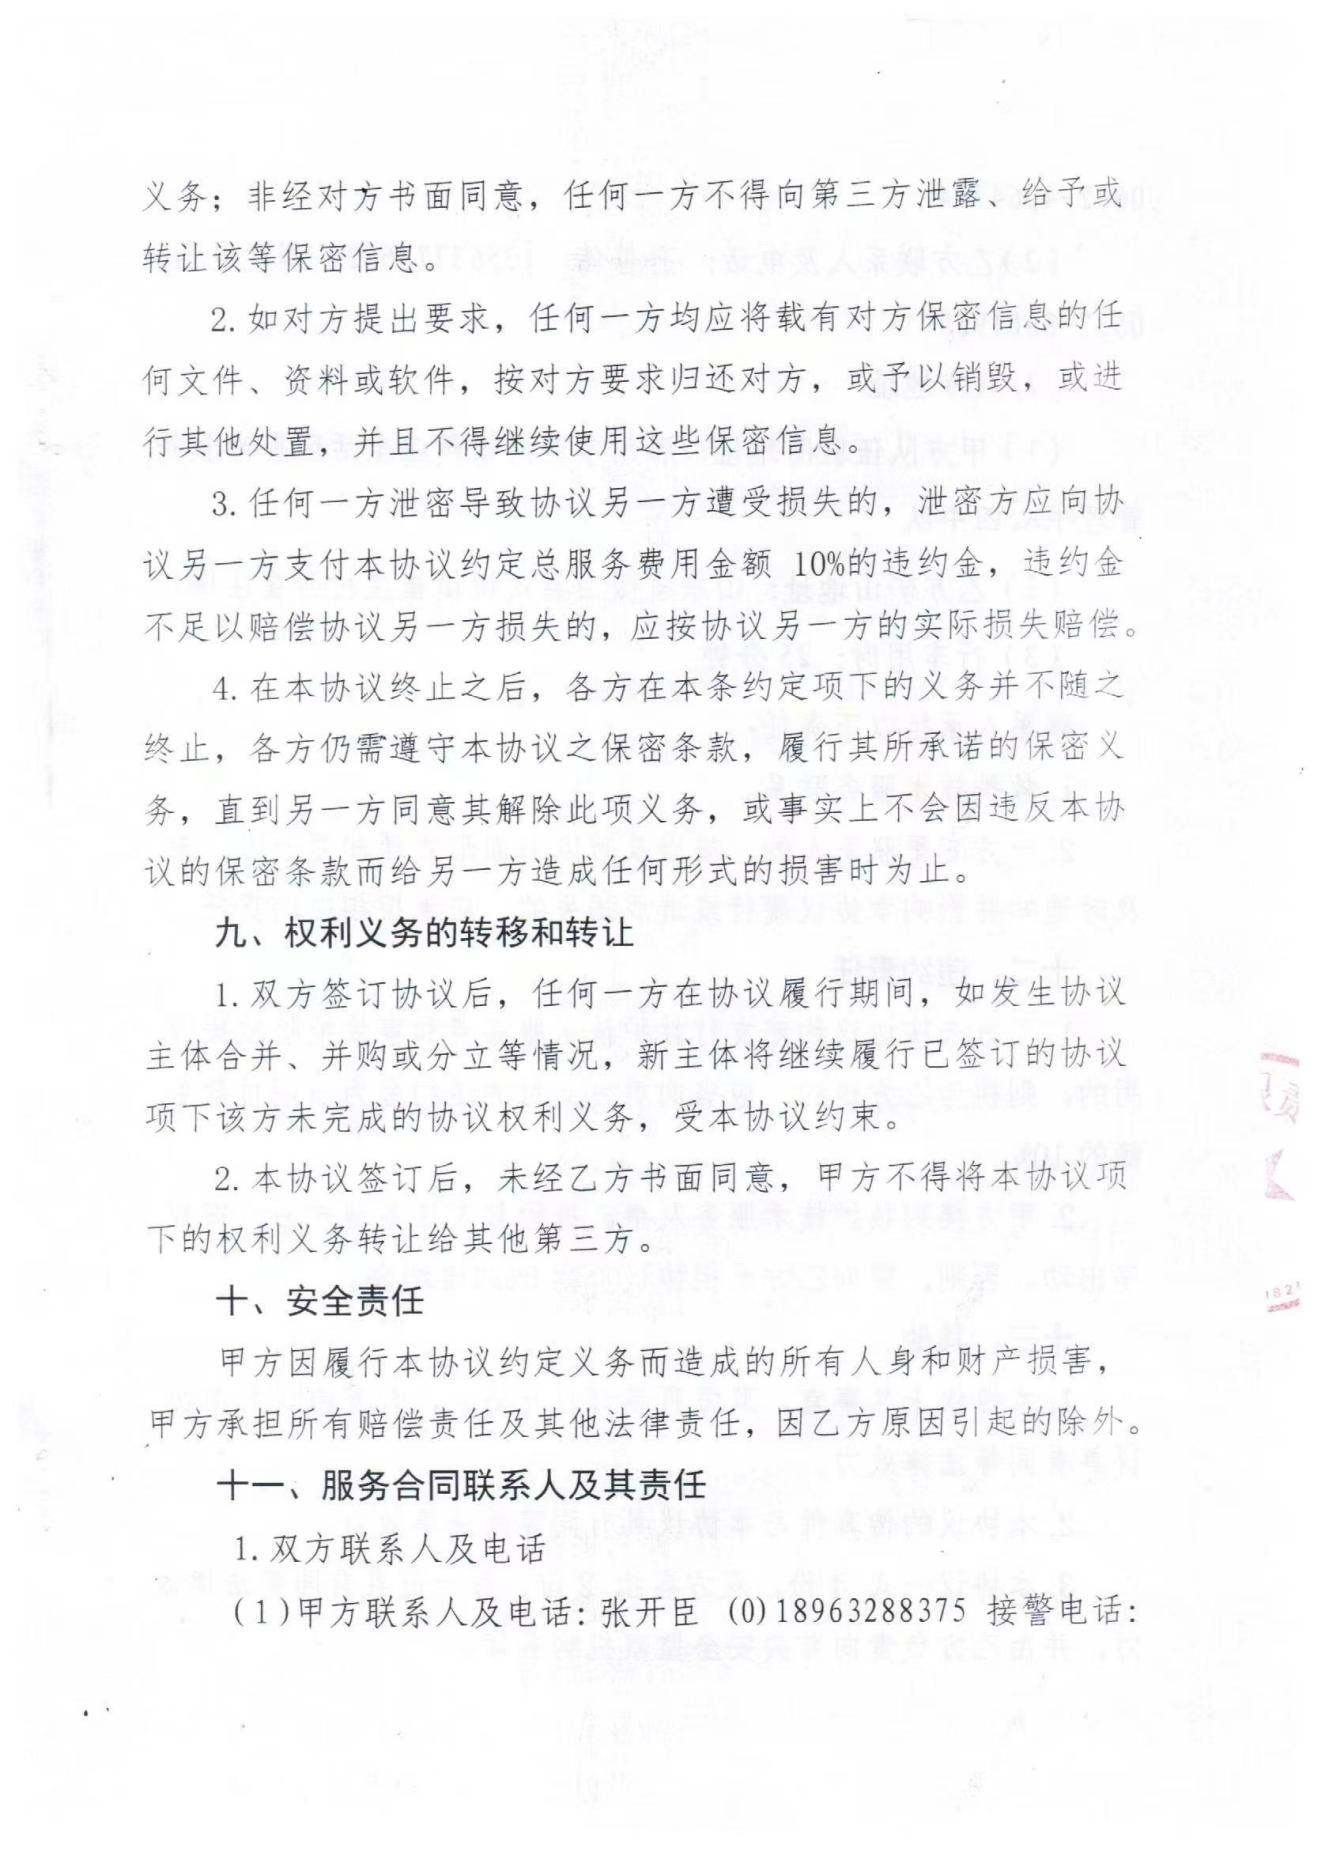 义务；非经对方书面同意，任何一方不得向第三方泄露、给予或
转让该等保密信息。
2.如对方提出要求，任何一方均应将载有对方保密信息的任
何文件、资料或软件，按对方要求归还对方，或予以销毁，或进
行其他处置，并且不得继续使用这些保密信息。
3.任何一方泄密导致协议另一方遭受损失的，泄密方应向协
议另一方支付本协议约定总服务费用金额 10%的违约金，违约金
不足以赔偿协议另一方损失的，应按协议另一方的实际损失赔偿。
4.在本协议终止之后，各方在本条约定项下的义务并不随之
终止，各方仍需遵守本协议之保密条款，履行其所承诺的保密义
务，直到另一方同意其解除此项义务，或事实上不会因违反本协
议的保密条款而给另一方造成任何形式的损害时为止。
九、权利义务的转移和转让
1.双方签订协议后，任何一方在协议履行期间，如发生协议
主体合并、并购或分立等情况，新主体将继续履行已签订的协议
项下该方未完成的协议权利义务，受本协议约束。
2.本协议签订后，未经乙方书面同意，甲方不得将本协议项
下的权利义务转让给其他第三方。
十、安全责任
甲方因履行本协议约定义务而造成的所有人身和财产损害，
甲方承担所有赔偿责任及其他法律责任，因乙方原因引起的除外。
十一、服务合同联系人及其责任
1.双方联系人及电话
(1)甲方联系人及电话：张开臣 (0)18963288375 接警电话：